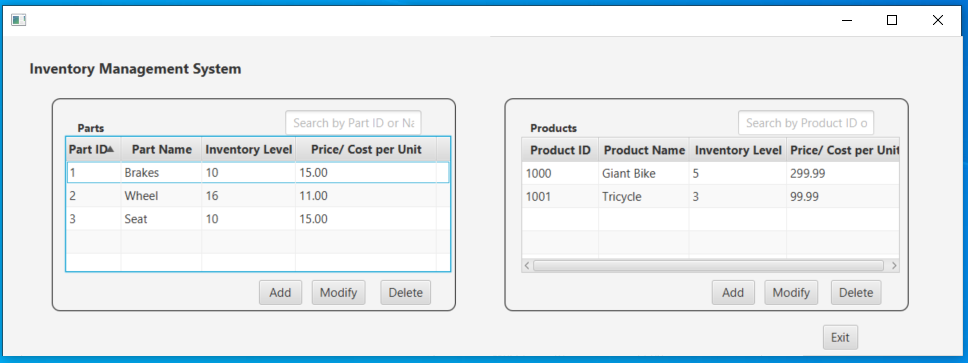 Inventory Management System
Parts
Search by Part ID or Na
Part ID Part Name Inventory Level Price/ Cost per Unit
1 Brakes 10 15.00
2 Wheel 16 11.00
3 Seat 10 15.00
Add Modify Delete
Products
Search by Product ID o
Product ID Product Name Inventory Level Price/ Cost per Unit
1000 Giant Bike 5 299.99
1001 Tricycle 3 99.99
Add Modify Delete
Exit